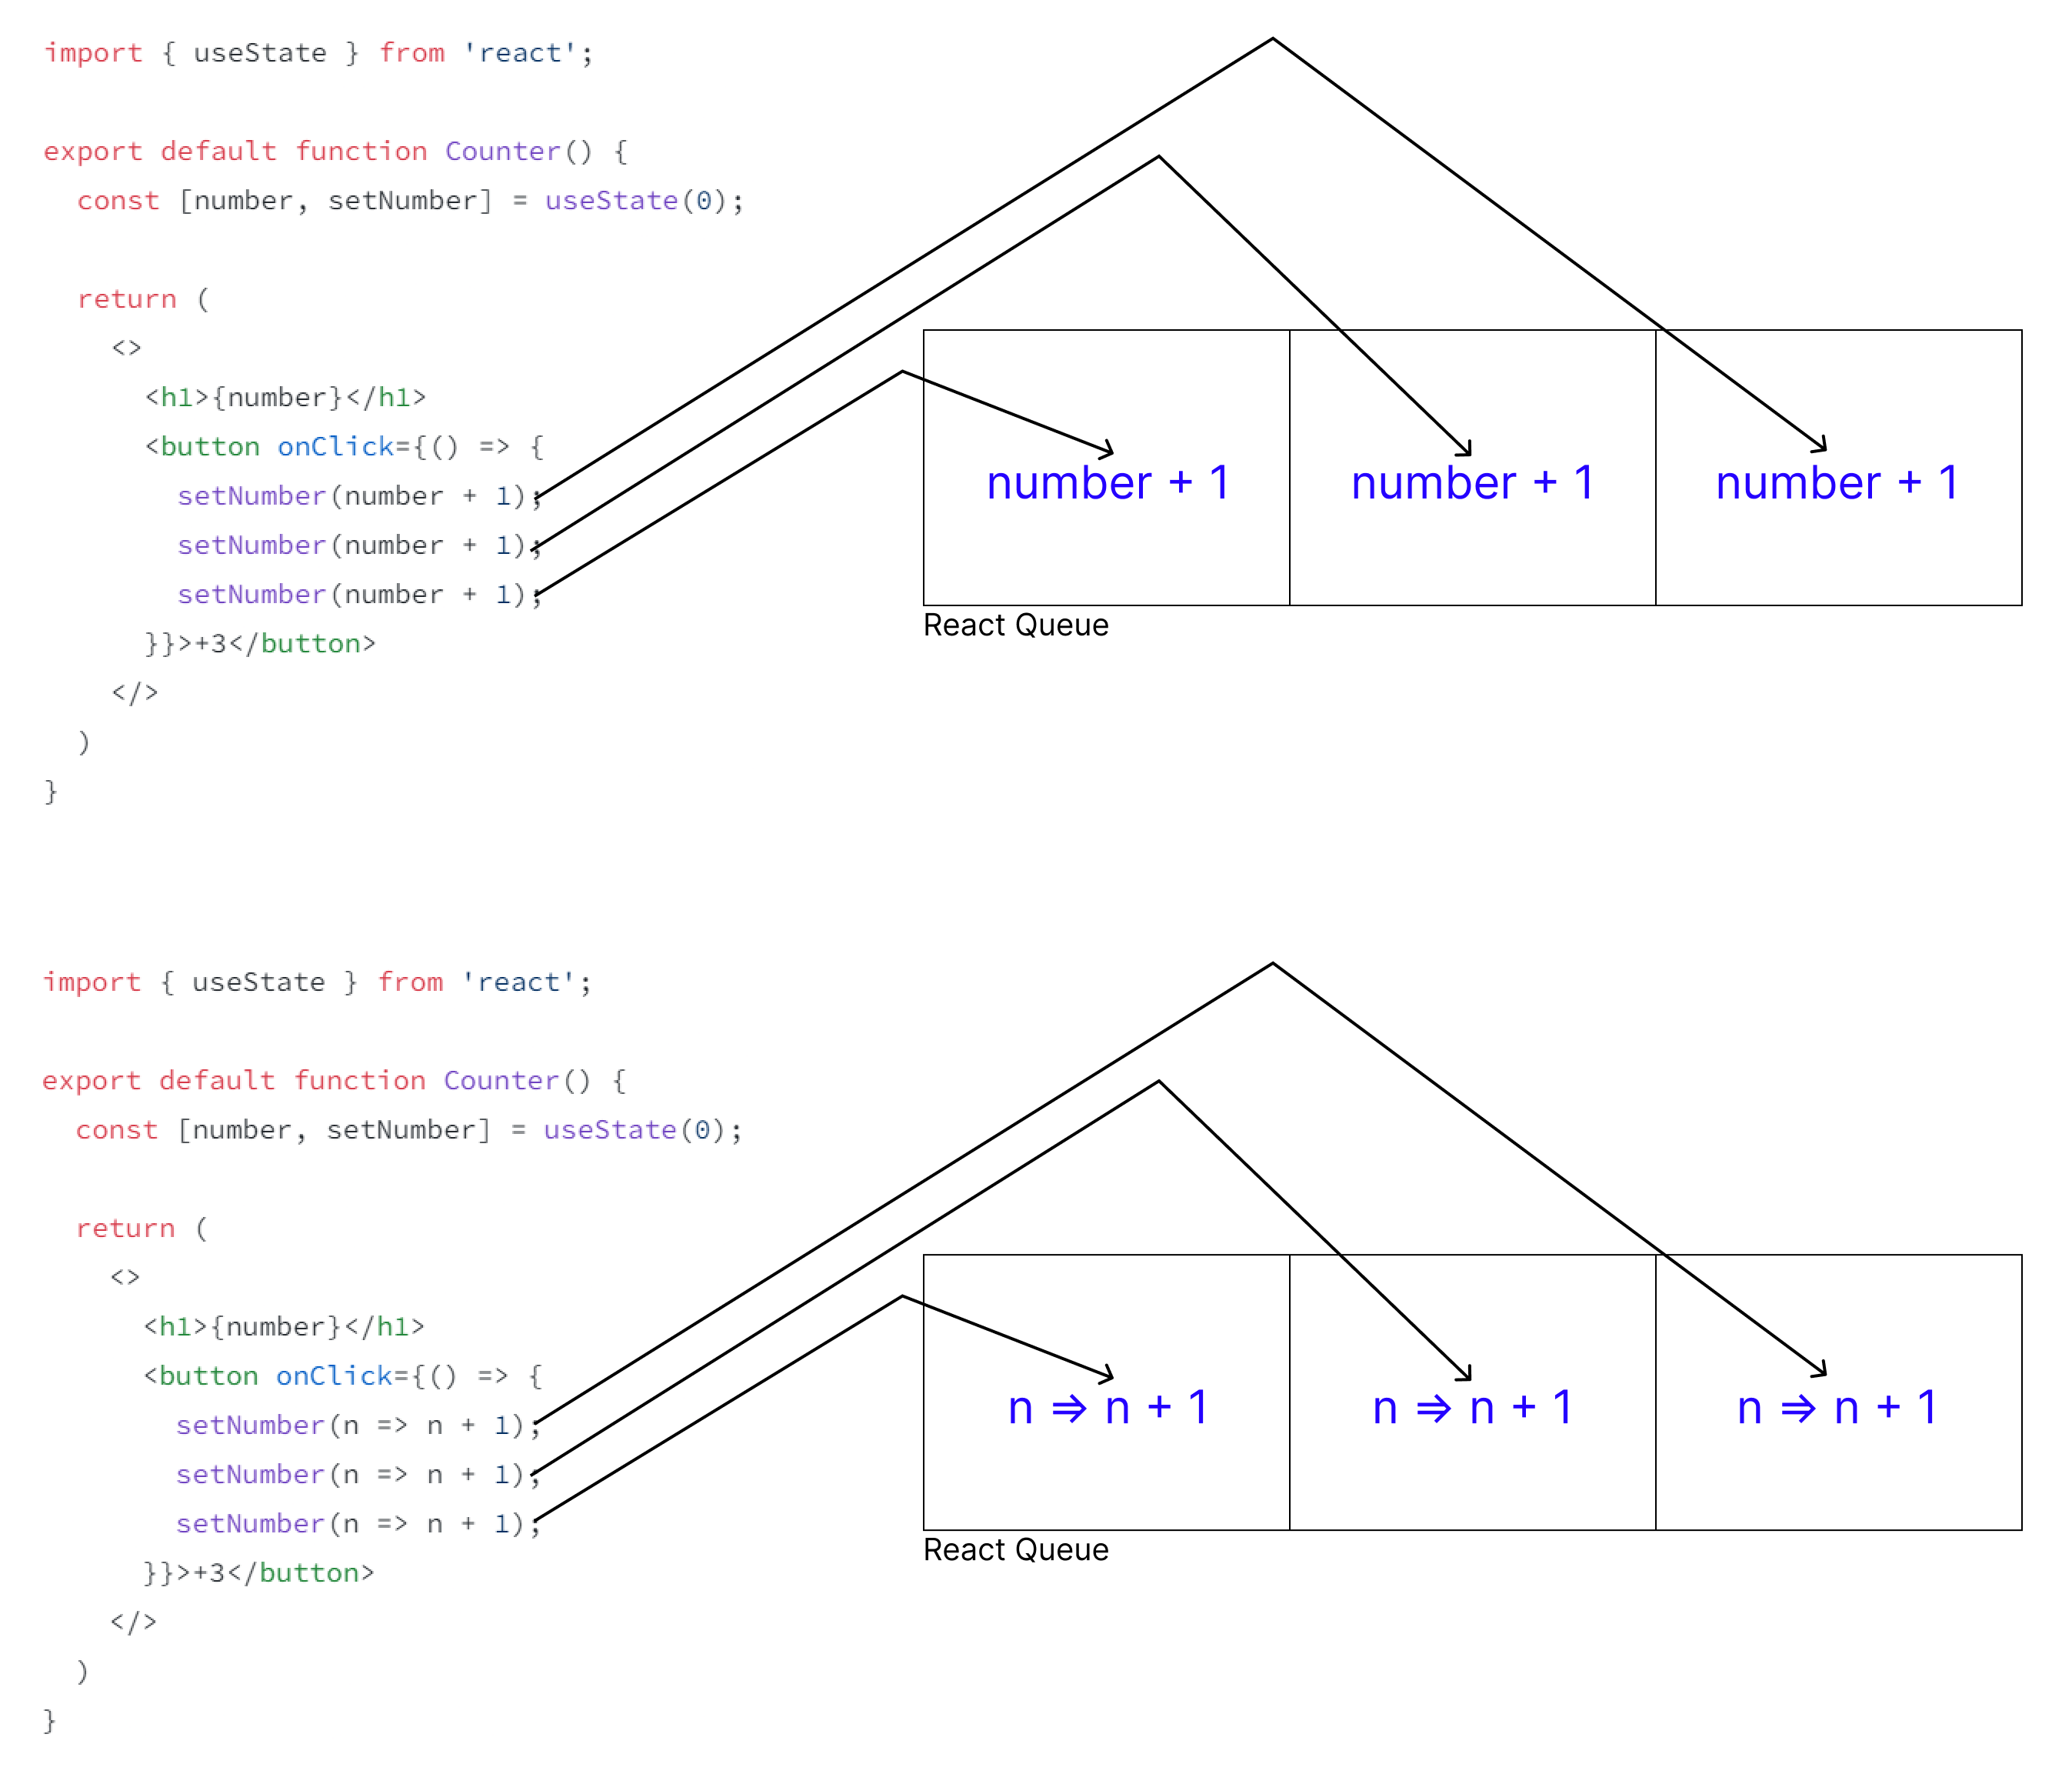 import { useState } from 'react';
export default function Counter() {
const [number, setNumber] = useState(0);
return (
<>
<h1>{number}</h1>
<button onClick={() => {
setNumber(number + 1);
setNumber(number + 1);
setNumber(number + 1);
}}>+3</button>
</>
)
}
number + 1
number + 1
number + 1
React Queue
import { useState } from 'react';
export default function Counter() {
const [number, setNumber] = useState(0);
return (
<>
<h1>{number}</h1>
<button onClick={() => {
setNumber(n => n + 1);
setNumber(n => n + 1);
setNumber(n => n + 1);
}}>+3</button>
</>
)
}
n ⇒ n + 1
n ⇒ n + 1
n ⇒ n + 1
React Queue